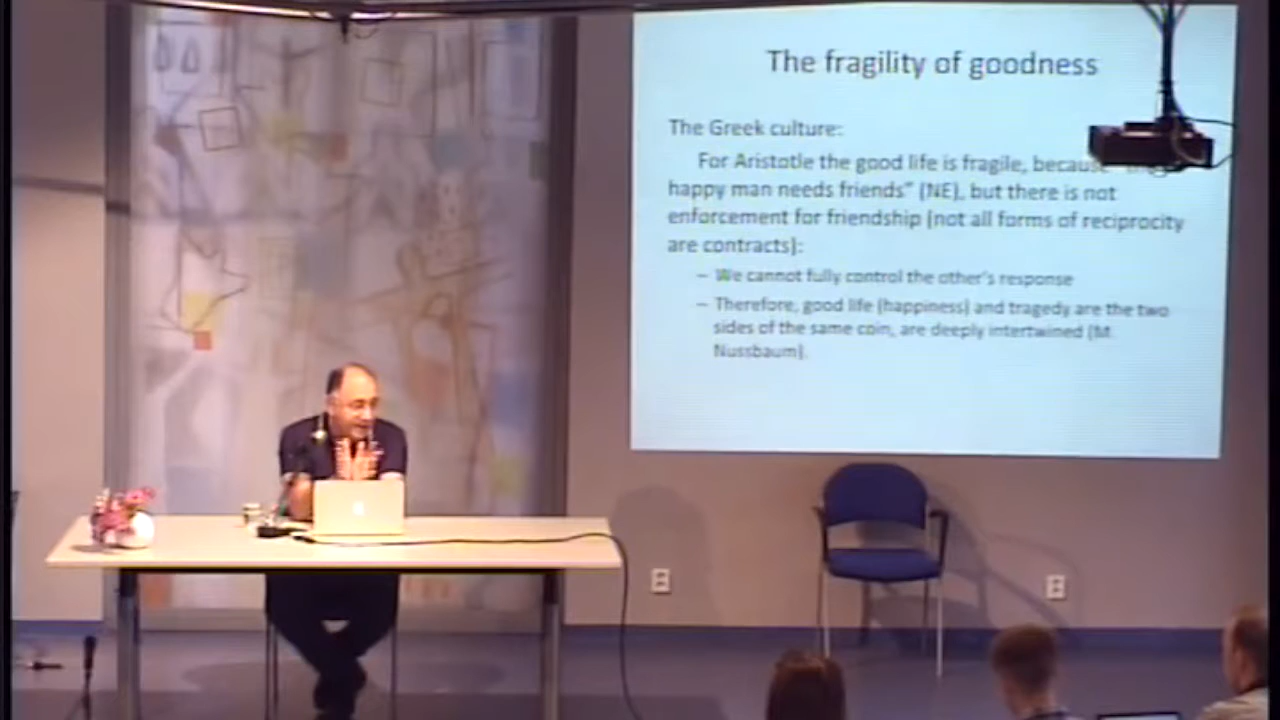 The fragility of goodness
The Greek culture:
For Aristotle the good life is fragile, becaus
happy man needs friends” (NE), but there is not
enforcement for friendship (not all forms of reciprocity
are contracts):
– We cannot fully control the other's response
– Therefore, good life (happiness) and tragedy are the two
sides of the same coin, are deeply intertwined (M.
Nussbaum).